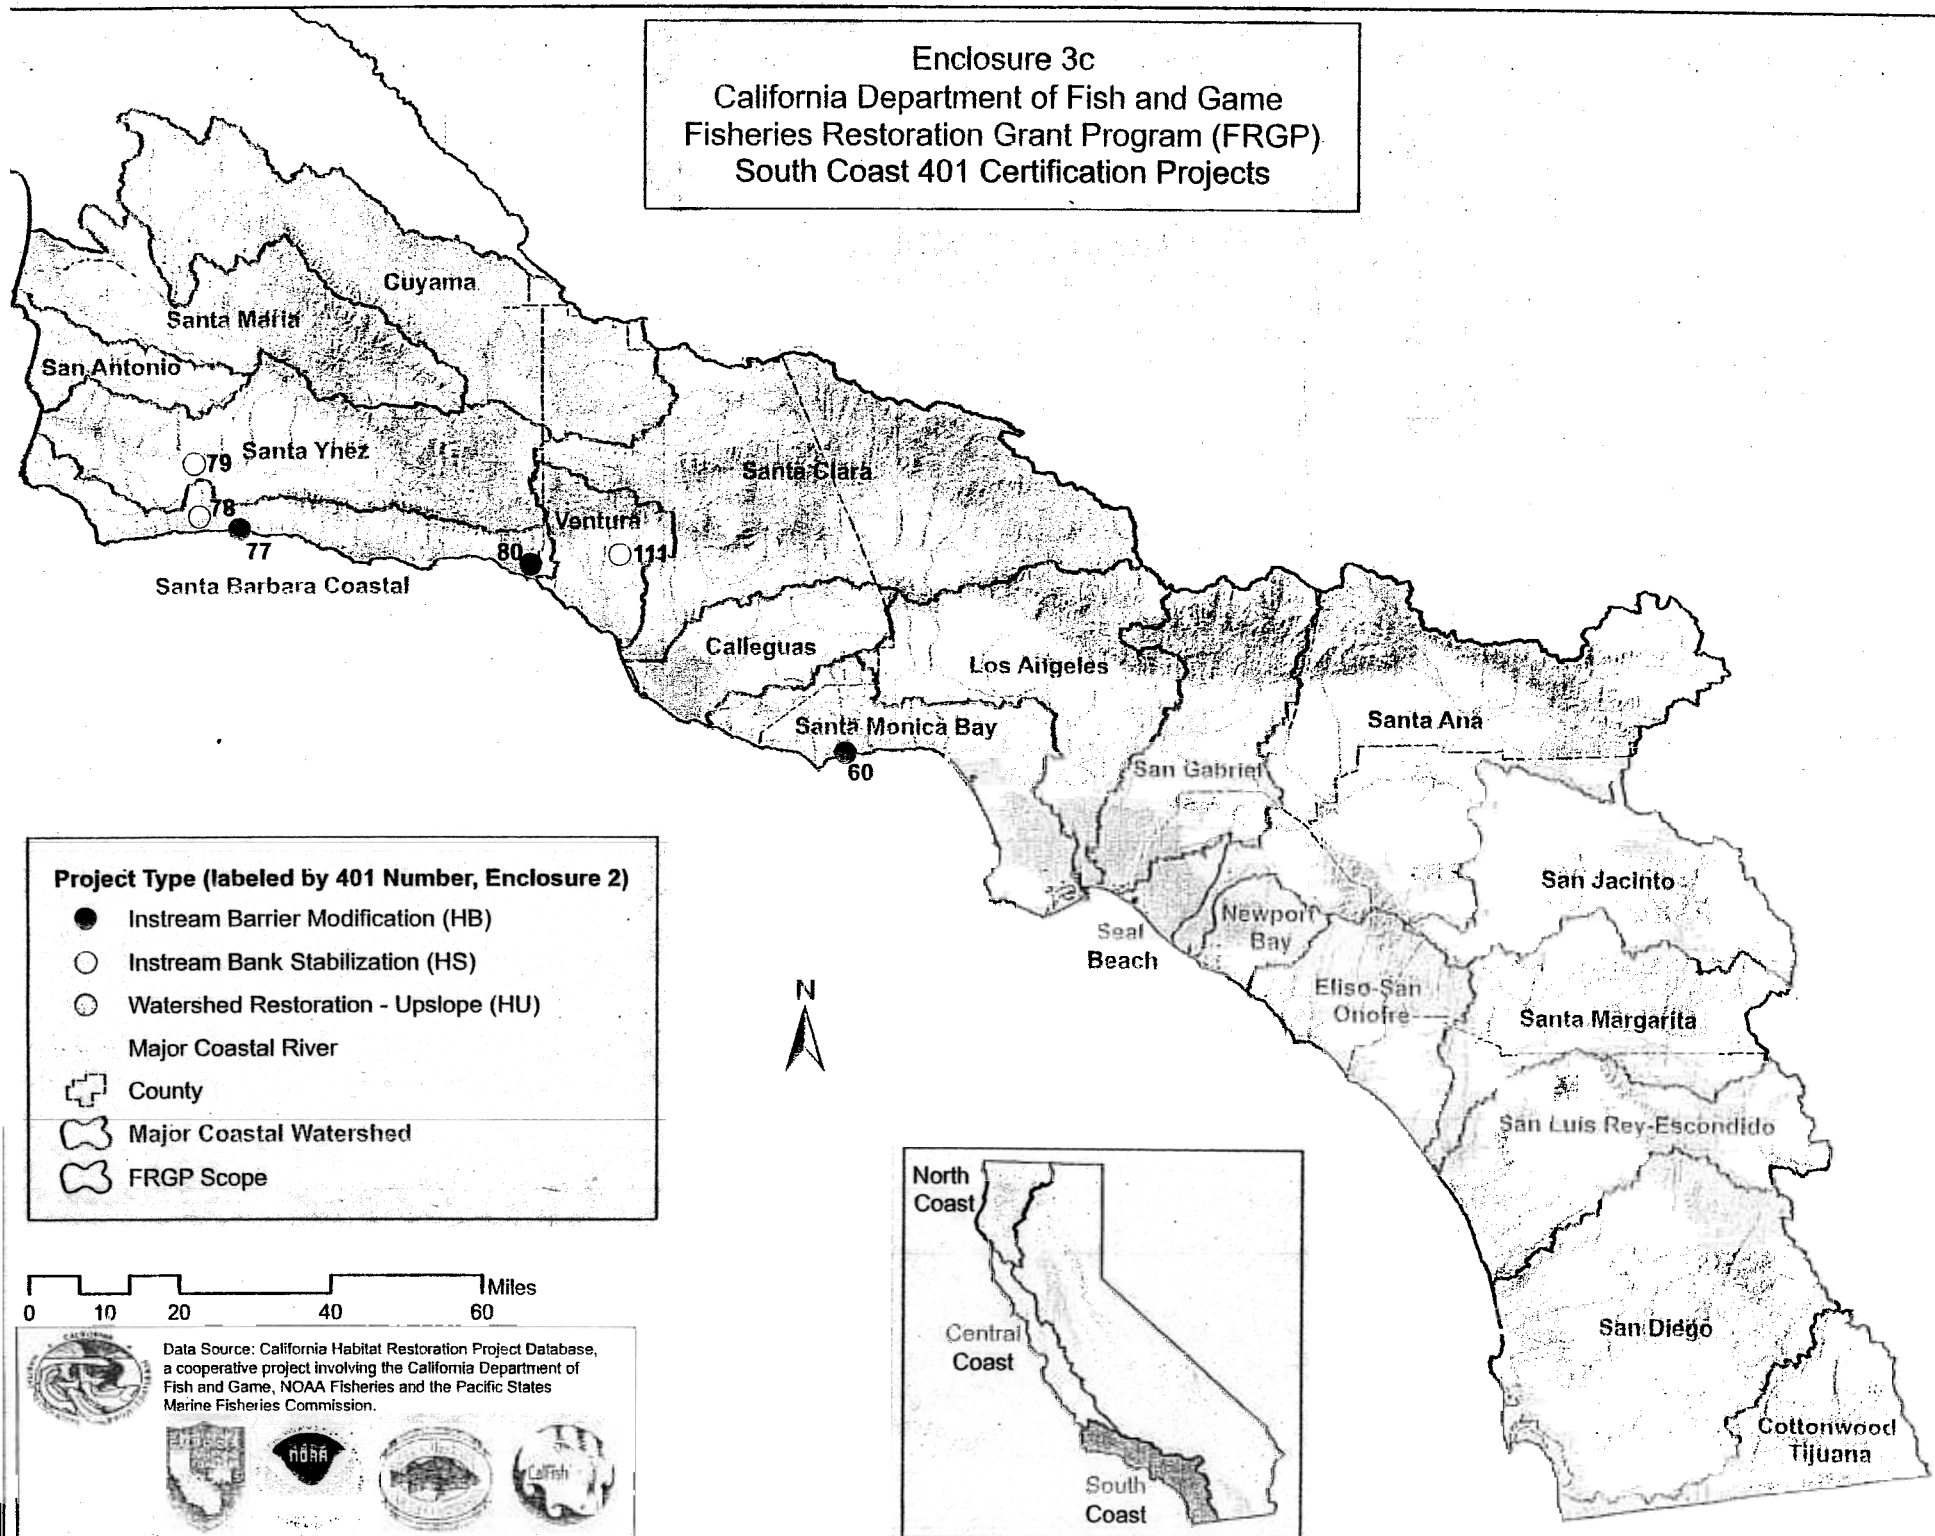 Enclosure 3c
California Department of Fish and Game
Fisheries Restoration Grant Program (FRGP)
South Coast 401 Certification Projects
Cuyama
Santa Maria
San Antonio
Santa Ynez
79
78
77
80
Ventura
111
Santa Clara
Santa Barbara Coastal
Calleguas
Los Angeles
Santa Monica Bay
60
San Gabriel
Santa Ana
San Jacinto
Seal
Beach
Newport
Bay
Eliso-San
Onofre
Santa Margarita
San Luis Rey-Escondido
San Diego
Cottonwood
Tijuana
Project Type (labeled by 401 Number, Enclosure 2)
Instream Barrier Modification (HB)
Instream Bank Stabilization (HS)
Watershed Restoration - Upslope (HU)
Major Coastal River
County
Major Coastal Watershed
FRGP Scope
N
Miles
0 10 20 40 60
Data Source: California Habitat Restoration Project Database,
a cooperative project involving the California Department of
Fish and Game, NOAA Fisheries and the Pacific States
Marine Fisheries Commission.
NOAA
CalFish
North
Coast
Central
Coast
South
Coast